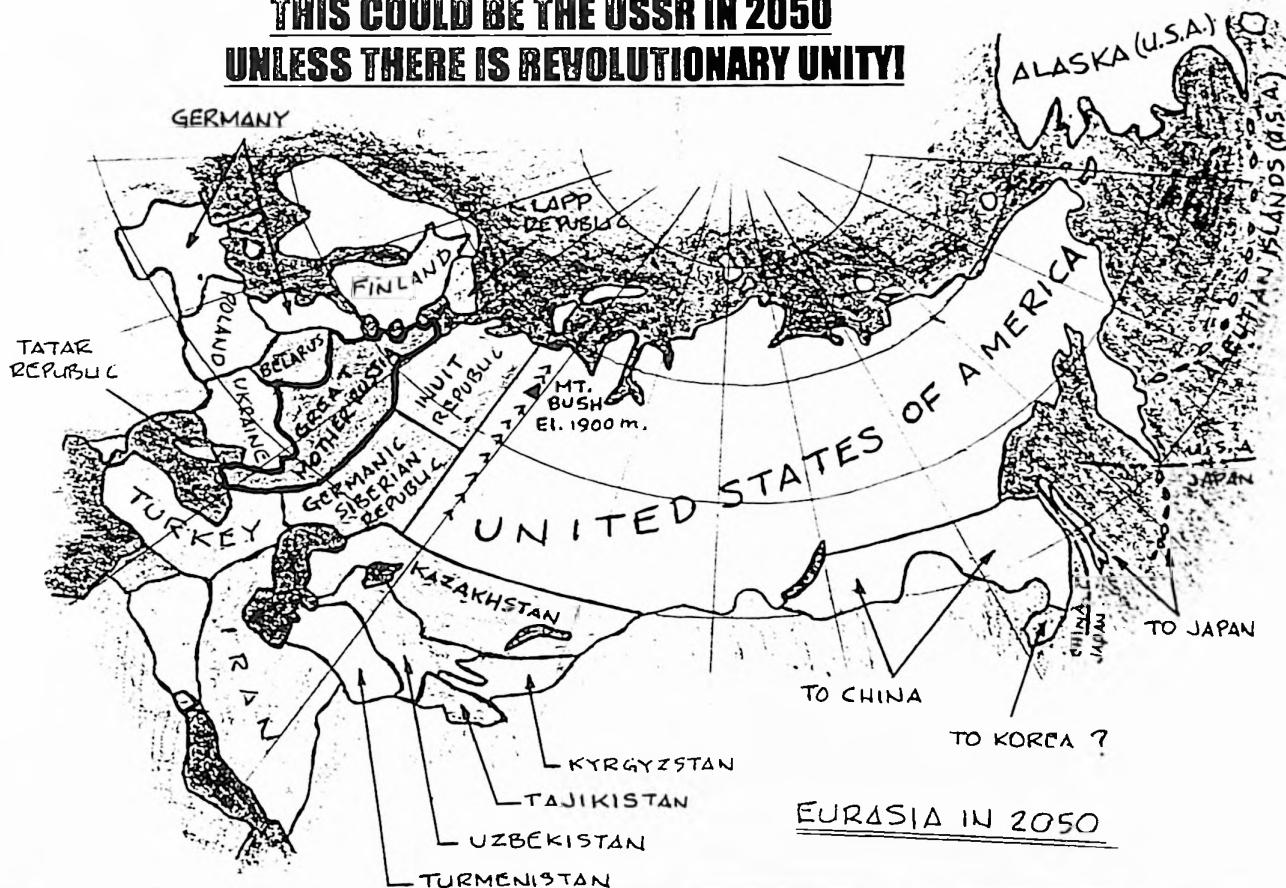 THIS COULD BE THE USSR IN 2050
UNLESS THERE IS REVOLUTIONARY UNITY!
ALASKA (U.S.A.)
ALEUTIAN ISLANDS (U.S.A.)
GERMANY
LAPP
REPUBLIC
FINLAND
POLAND
BELARUS
TATAR
REPUBLIC
UKRAINE
GREAT
MOTHER RUSSIA
INUIT
REPUBLIC
MT.
BUSH
El. 1900 m.
GERMANIC
SIBERIAN
REPUBLIC
UNITED STATES OF AMERICA
U.S.A.
JAPAN
TURKEY
IRAN
KAZAKHSTAN
CHINA
JAPAN
TO JAPAN
TO CHINA
TO KOREA ?
KYRGYZSTAN
TAJIKISTAN
UZBEKISTAN
TURMENISTAN
EURASIA IN 2050